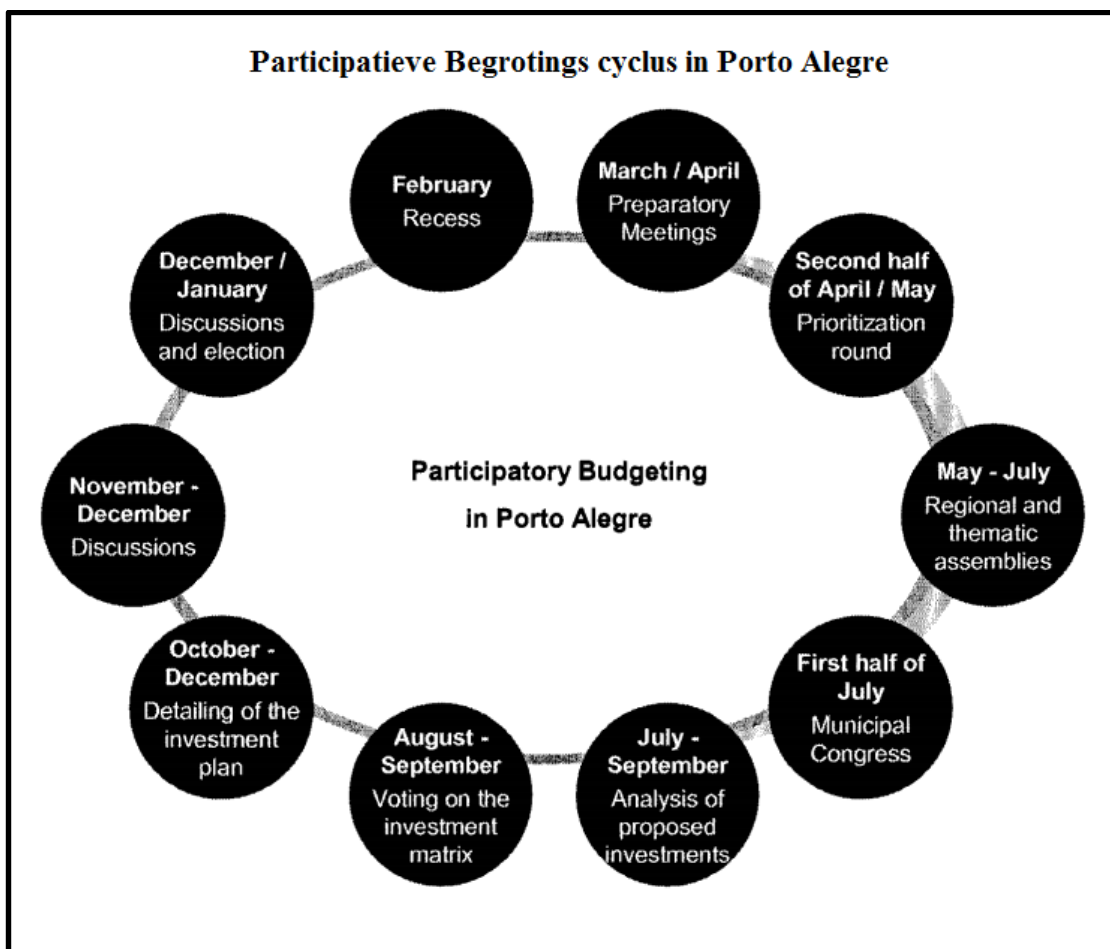 Participatieve Begrotings cyclus in Porto Alegre
February
Recess
March / April
Preparatory
Meetings
Second half
of April / May
Prioritization
round
May - July
Regional and
thematic
assemblies
First half of
July
Municipal
Congress
July -
September
Analysis of
proposed
investments
August -
September
Voting on the
investment
matrix
October -
December
Detailing of the
investment
plan
November -
December
Discussions
December /
January
Discussions
and election
Participatory Budgeting
in Porto Alegre